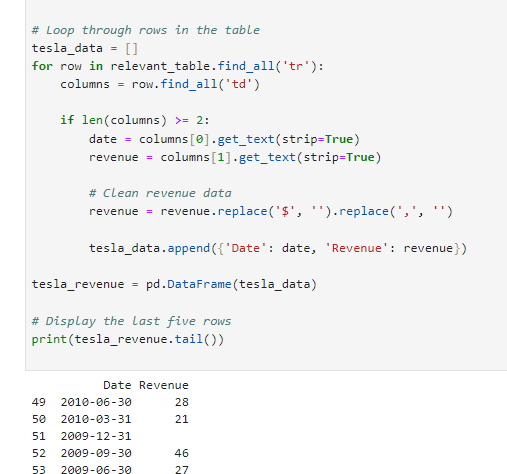 # Loop through rows in the table
tesla_data = []
for row in relevant_table.find_all('tr'):
    columns = row.find_all('td')
    if len(columns) >= 2:
        date = columns[0].get_text(strip=True)
        revenue = columns[1].get_text(strip=True)
        # Clean revenue data
        revenue = revenue.replace('$', '').replace(',', '')
        tesla_data.append({'Date': date, 'Revenue': revenue})
tesla_revenue = pd.DataFrame(tesla_data)
# Display the last five rows
print(tesla_revenue.tail())
Date Revenue
49 2010-06-30 28
50 2010-03-31 21
51 2009-12-31
52 2009-09-30 46
53 2009-06-30 27